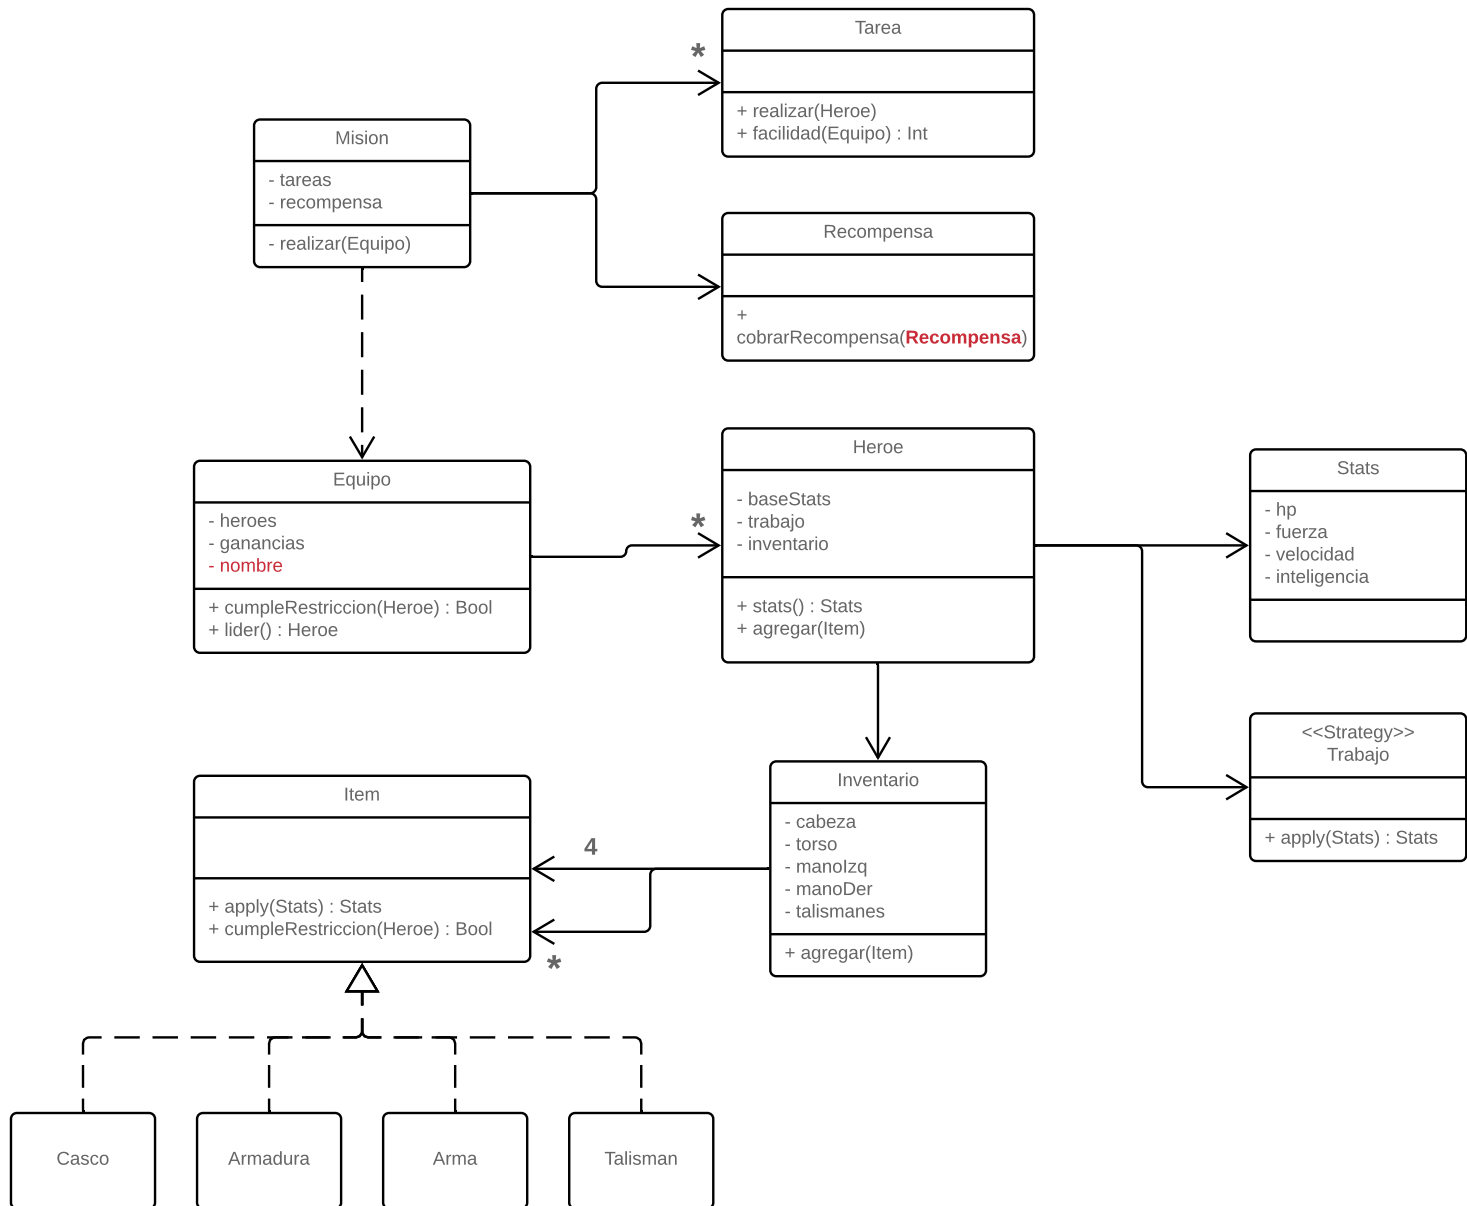 Tarea
*
+ realizar(Heroe)
+ facilidad(Equipo) : Int
Mision
- tareas
- recompensa
- realizar(Equipo)
Recompensa
+
cobrarRecompensa(Recompensa)
Equipo
- heroes
- ganancias
- nombre
+ cumpleRestriccion(Heroe) : Bool
+ lider() : Heroe
*
Heroe
- baseStats
- trabajo
- inventario
+ stats() : Stats
+ agregar(Item)
Stats
- hp
- fuerza
- velocidad
- inteligencia
<<Strategy>>
Trabajo
+ apply(Stats) : Stats
Item
+ apply(Stats) : Stats
+ cumpleRestriccion(Heroe) : Bool
4
*
Inventario
- cabeza
- torso
- manoIzq
- manoDer
- talismanes
+ agregar(Item)
Casco
Armadura
Arma
Talisman